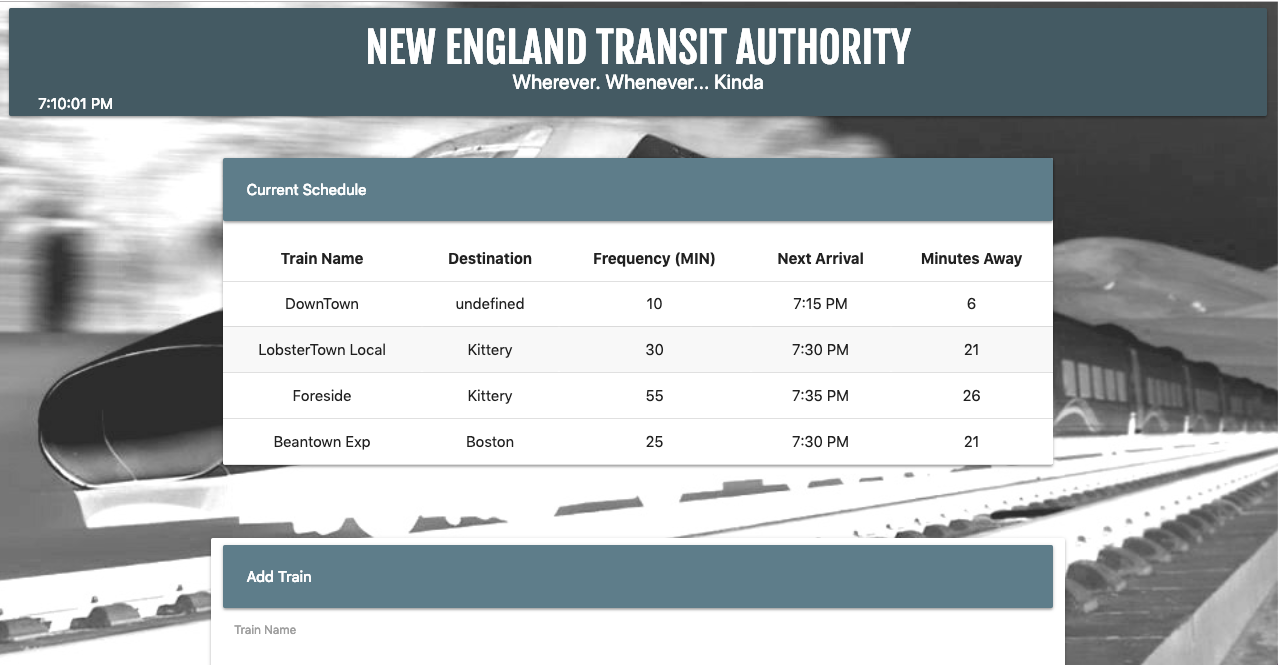 NEW ENGLAND TRANSIT AUTHORITY
Wherever. Whenever... Kinda
7:10:01 PM
Current Schedule
Train Name Destination Frequency (MIN) Next Arrival Minutes Away
DownTown undefined 10 7:15 PM 6
LobsterTown Local Kittery 30 7:30 PM 21
Foreside Kittery 55 7:35 PM 26
Beantown Exp Boston 25 7:30 PM 21
Add Train
Train Name